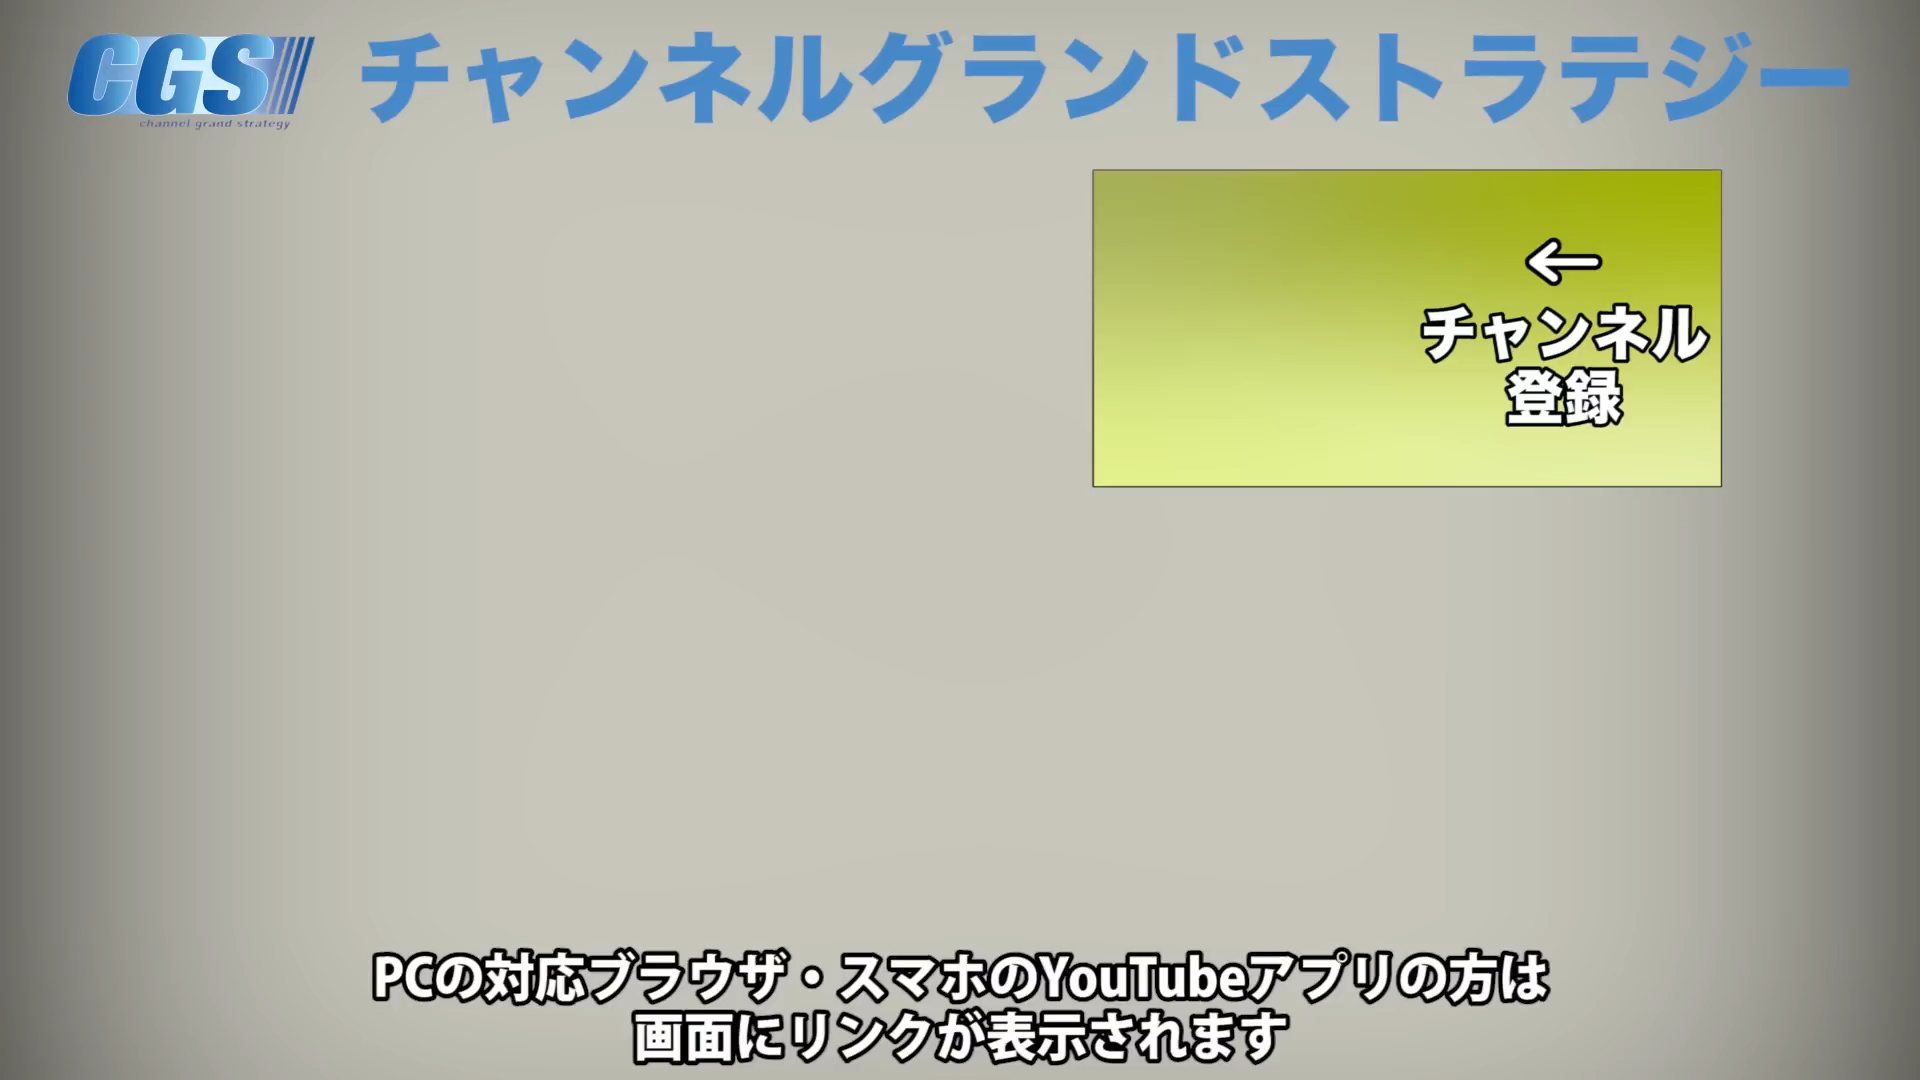 CGS
channel grand strategy
チャンネルグランドストラテジー
←
チャンネル
登録
PCの対応ブラウザ・スマホのYouTubeアプリの方は
画面にリンクが表示されます